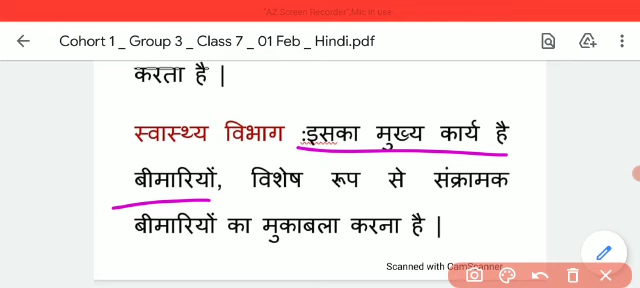 "AZ Screen Recorder",Mic in use
Cohort 1 _ Group 3 _ Class 7 _ 01 Feb _ Hindi.pdf
करता है |
स्वास्थ्य विभाग :इसका मुख्य कार्य है
बीमारियों, विशेष रूप से संक्रामक
बीमारियों का मुकाबला करना है |
Scanned with CamScanner